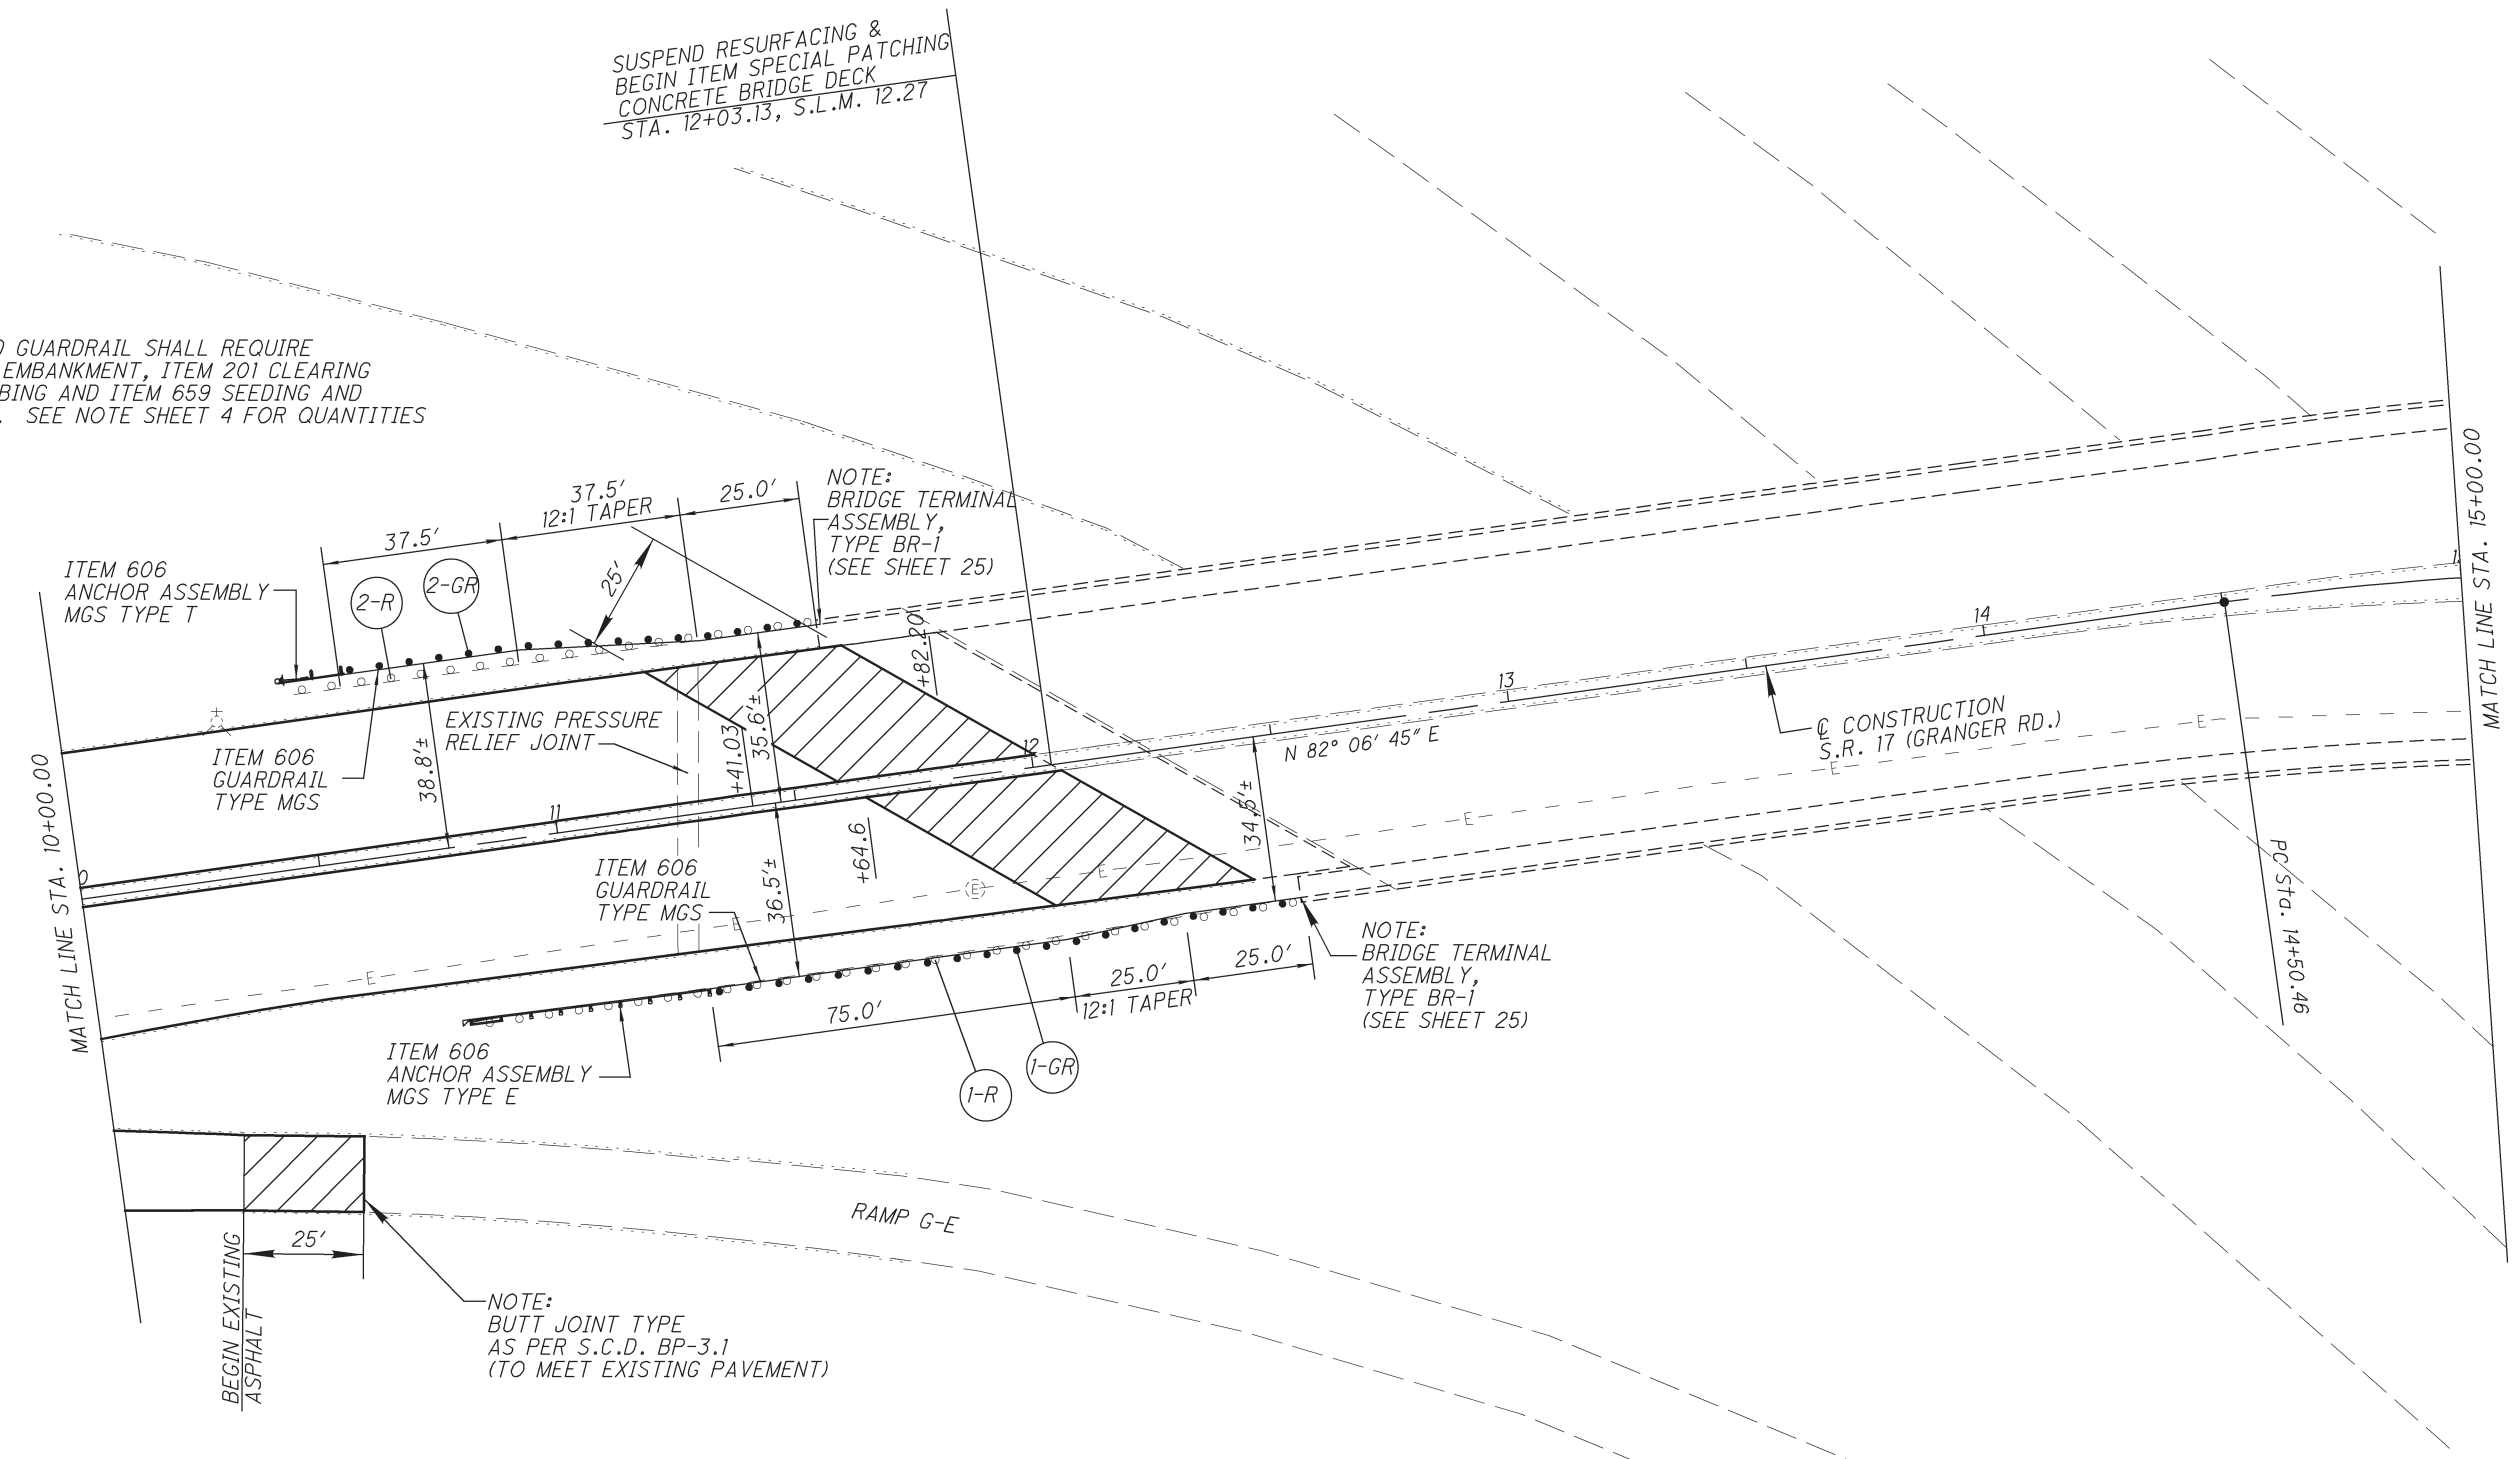 SUSPEND RESURFACING &
BEGIN ITEM SPECIAL PATCHING
CONCRETE BRIDGE DECK
STA. 12+03.13, S.L.M. 12.27
GUARDRAIL SHALL REQUIRE
EMBANKMENT, ITEM 201 CLEARING
BING AND ITEM 659 SEEDING AND
. SEE NOTE SHEET 4 FOR QUANTITIES
ITEM 606
ANCHOR ASSEMBLY
MGS TYPE T
37.5'
37.5'
12:1 TAPER
25.0'
2-R
2-GR
25'
NOTE:
BRIDGE TERMINAL
ASSEMBLY,
TYPE BR-1
(SEE SHEET 25)
MATCH LINE STA. 10+00.00
ITEM 606
GUARDRAIL
TYPE MGS
38.8'±
EXISTING PRESSURE
RELIEF JOINT
+41.03
35.6'±
+82.20
11
12
13
14
N 82° 06' 45" E
℄ CONSTRUCTION
S.R. 17 (GRANGER RD.)
MATCH LINE STA. 15+00.00
PC Sta. 14+50.46
ITEM 606
GUARDRAIL
TYPE MGS
36.5'±
+64.6
34.5'±
E
E
E
E
E
E
E
75.0'
25.0'
12:1 TAPER
25.0'
NOTE:
BRIDGE TERMINAL
ASSEMBLY,
TYPE BR-1
(SEE SHEET 25)
ITEM 606
ANCHOR ASSEMBLY
MGS TYPE E
1-R
1-GR
RAMP G-E
25'
BEGIN EXISTING
ASPHALT
NOTE:
BUTT JOINT TYPE
AS PER S.C.D. BP-3.1
(TO MEET EXISTING PAVEMENT)